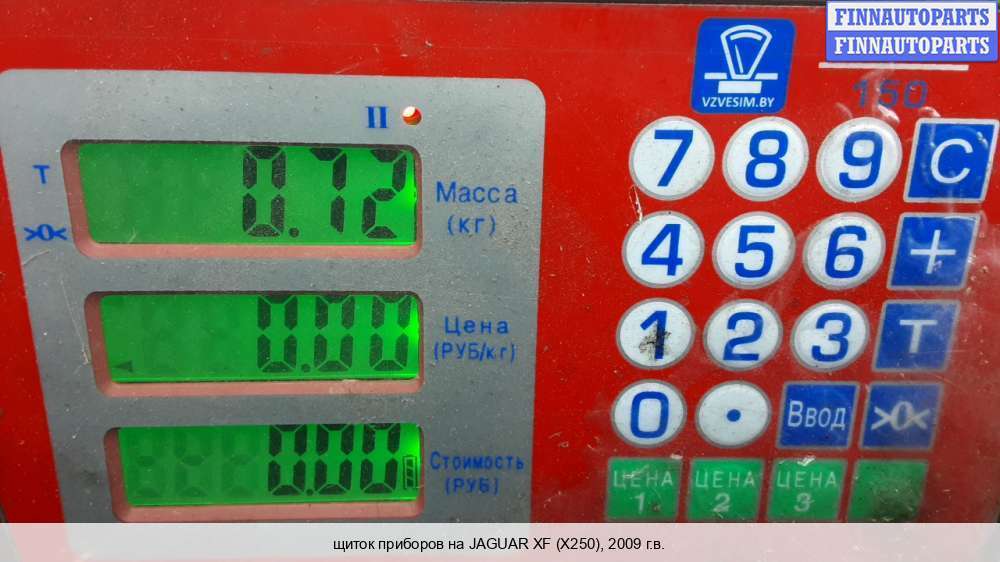 FINNAUTOPARTS
FINNAUTOPARTS
VZVESIM.BY
150
II
T
0.72
Масса
(кг)
>0<
0.00
Цена
(РУБ/кг)
0.00
Стоимость
(РУБ)
7 8 9 C
4 5 6 +
1 2 3 T
0 . Ввод >0<
ЦЕНА 1 ЦЕНА 2 ЦЕНА 3
щиток приборов на JAGUAR XF (X250), 2009 г.в.